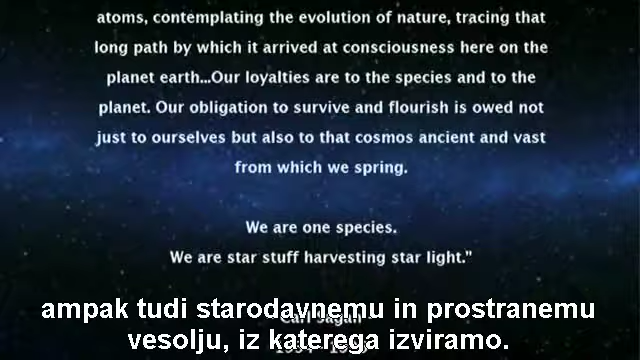 atoms, contemplating the evolution of nature, tracing that
long path by which it arrived at consciousness here on the
planet earth...Our loyalties are to the species and to the
planet. Our obligation to survive and flourish is owed not
just to ourselves but also to that cosmos ancient and vast
from which we spring.
We are one species.
We are star stuff harvesting star light."
ampak tudi starodavnemu in prostranemu
vesolju, iz katerega izviramo.